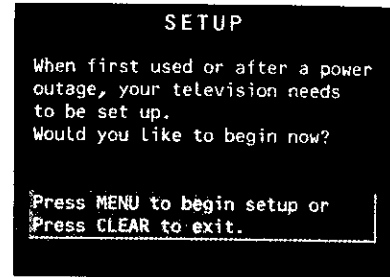 SETUP
When first used or after a power
outage, your television needs
to be set up.
Would you like to begin now?
Press MENU to begin setup or
Press CLEAR to exit.